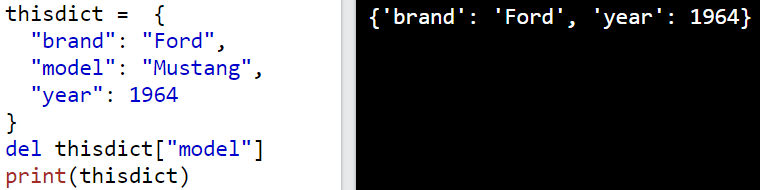 thisdict =  {
  "brand": "Ford",
  "model": "Mustang",
  "year": 1964
}
del thisdict["model"]
print(thisdict)
{'brand': 'Ford', 'year': 1964}